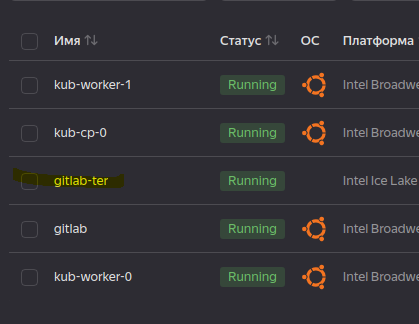 Имя Статус ОС Платформа
kub-worker-1 Running Intel Broadwe
kub-cp-0 Running Intel Broadwe
gitlab-ter Running Intel Ice Lake
gitlab Running Intel Broadwe
kub-worker-0 Running Intel Broadwe